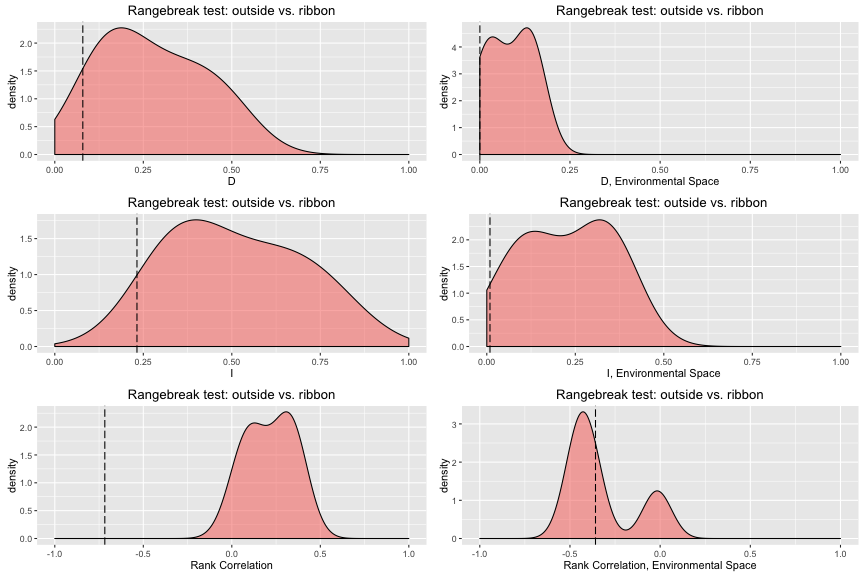 Rangebreak test: outside vs. ribbon
density
2.0
1.5
1.0
0.5
0.0
0.00 0.25 0.50 0.75 1.00
D
Rangebreak test: outside vs. ribbon
density
4
3
2
1
0
0.00 0.25 0.50 0.75 1.00
D, Environmental Space
Rangebreak test: outside vs. ribbon
density
1.5
1.0
0.5
0.0
0.00 0.25 0.50 0.75 1.00
I
Rangebreak test: outside vs. ribbon
density
2.0
1.5
1.0
0.5
0.0
0.00 0.25 0.50 0.75 1.00
I, Environmental Space
Rangebreak test: outside vs. ribbon
density
2.0
1.5
1.0
0.5
0.0
-1.0 -0.5 0.0 0.5 1.0
Rank Correlation
Rangebreak test: outside vs. ribbon
density
3
2
1
0
-1.0 -0.5 0.0 0.5 1.0
Rank Correlation, Environmental Space